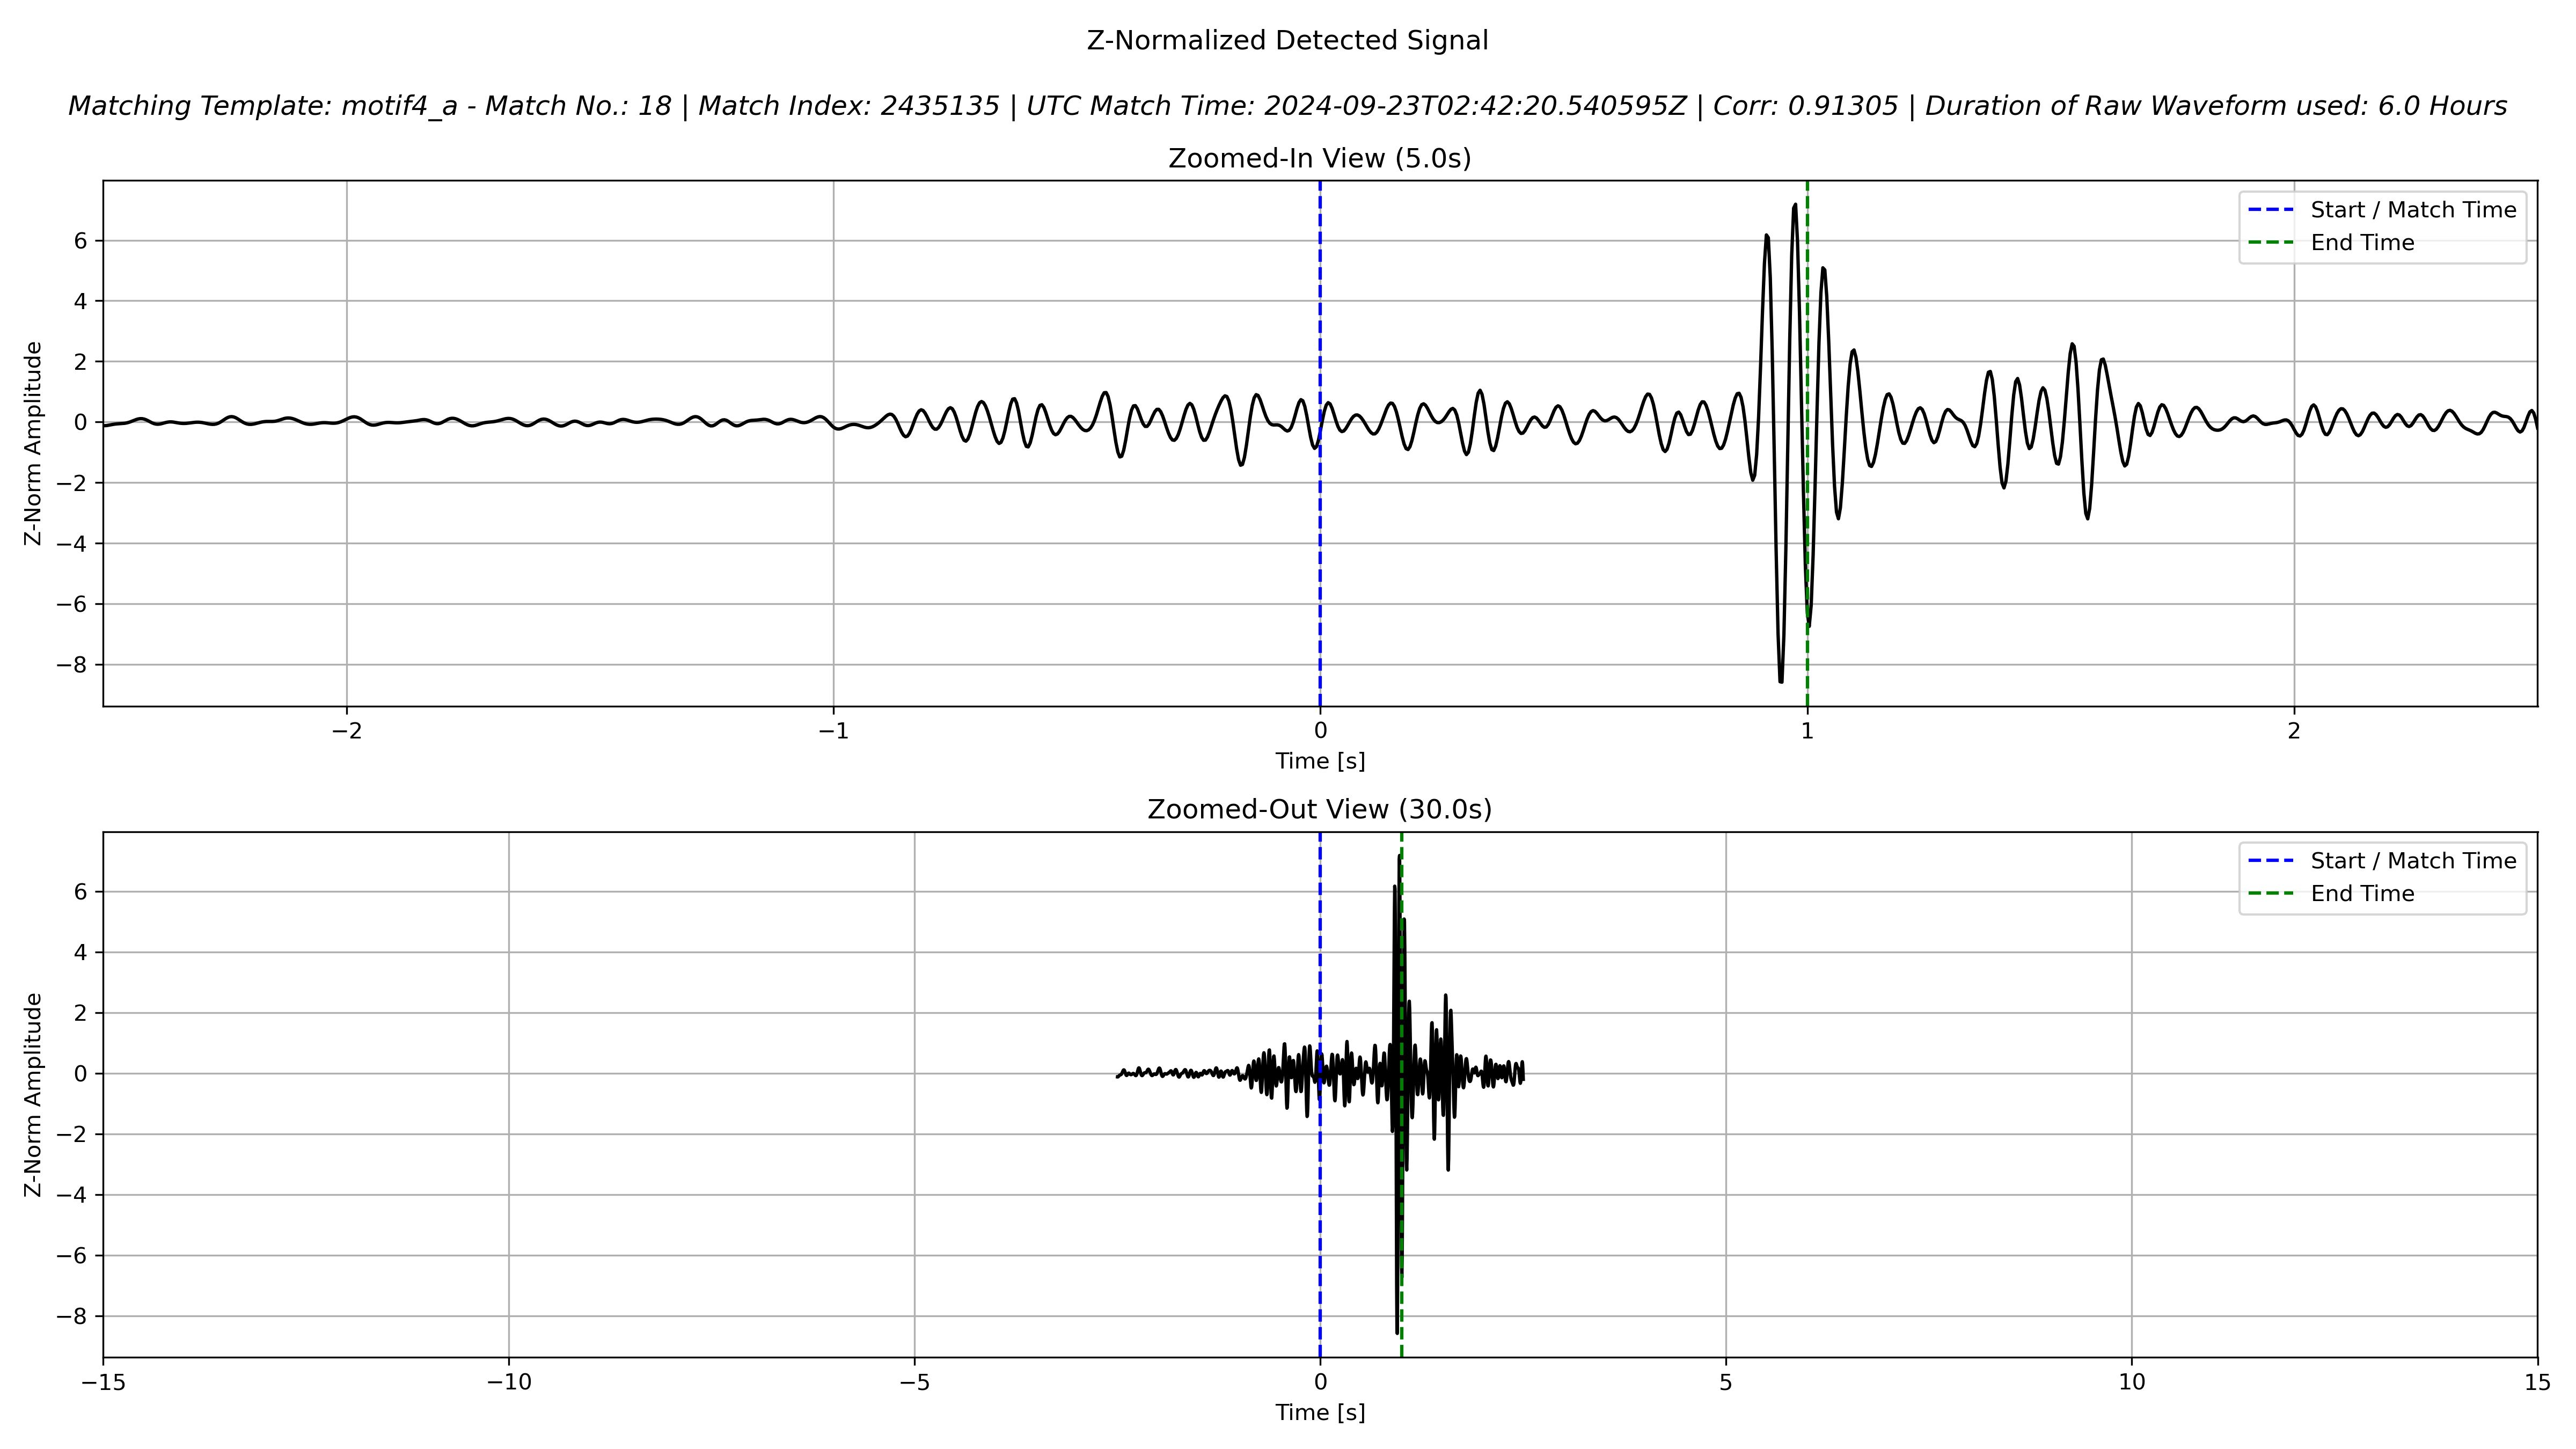 Z-Normalized Detected Signal
Matching Template: motif4_a - Match No.: 18 | Match Index: 2435135 | UTC Match Time: 2024-09-23T02:42:20.540595Z | Corr: 0.91305 | Duration of Raw Waveform used: 6.0 Hours
Zoomed-In View (5.0s)
Start / Match Time
End Time
6
4
2
0
−2
−4
−6
−8
Z-Norm Amplitude
−2 −1 0 1 2
Time [s]
Zoomed-Out View (30.0s)
Start / Match Time
End Time
6
4
2
0
−2
−4
−6
−8
Z-Norm Amplitude
−15 −10 −5 0 5 10 15
Time [s]